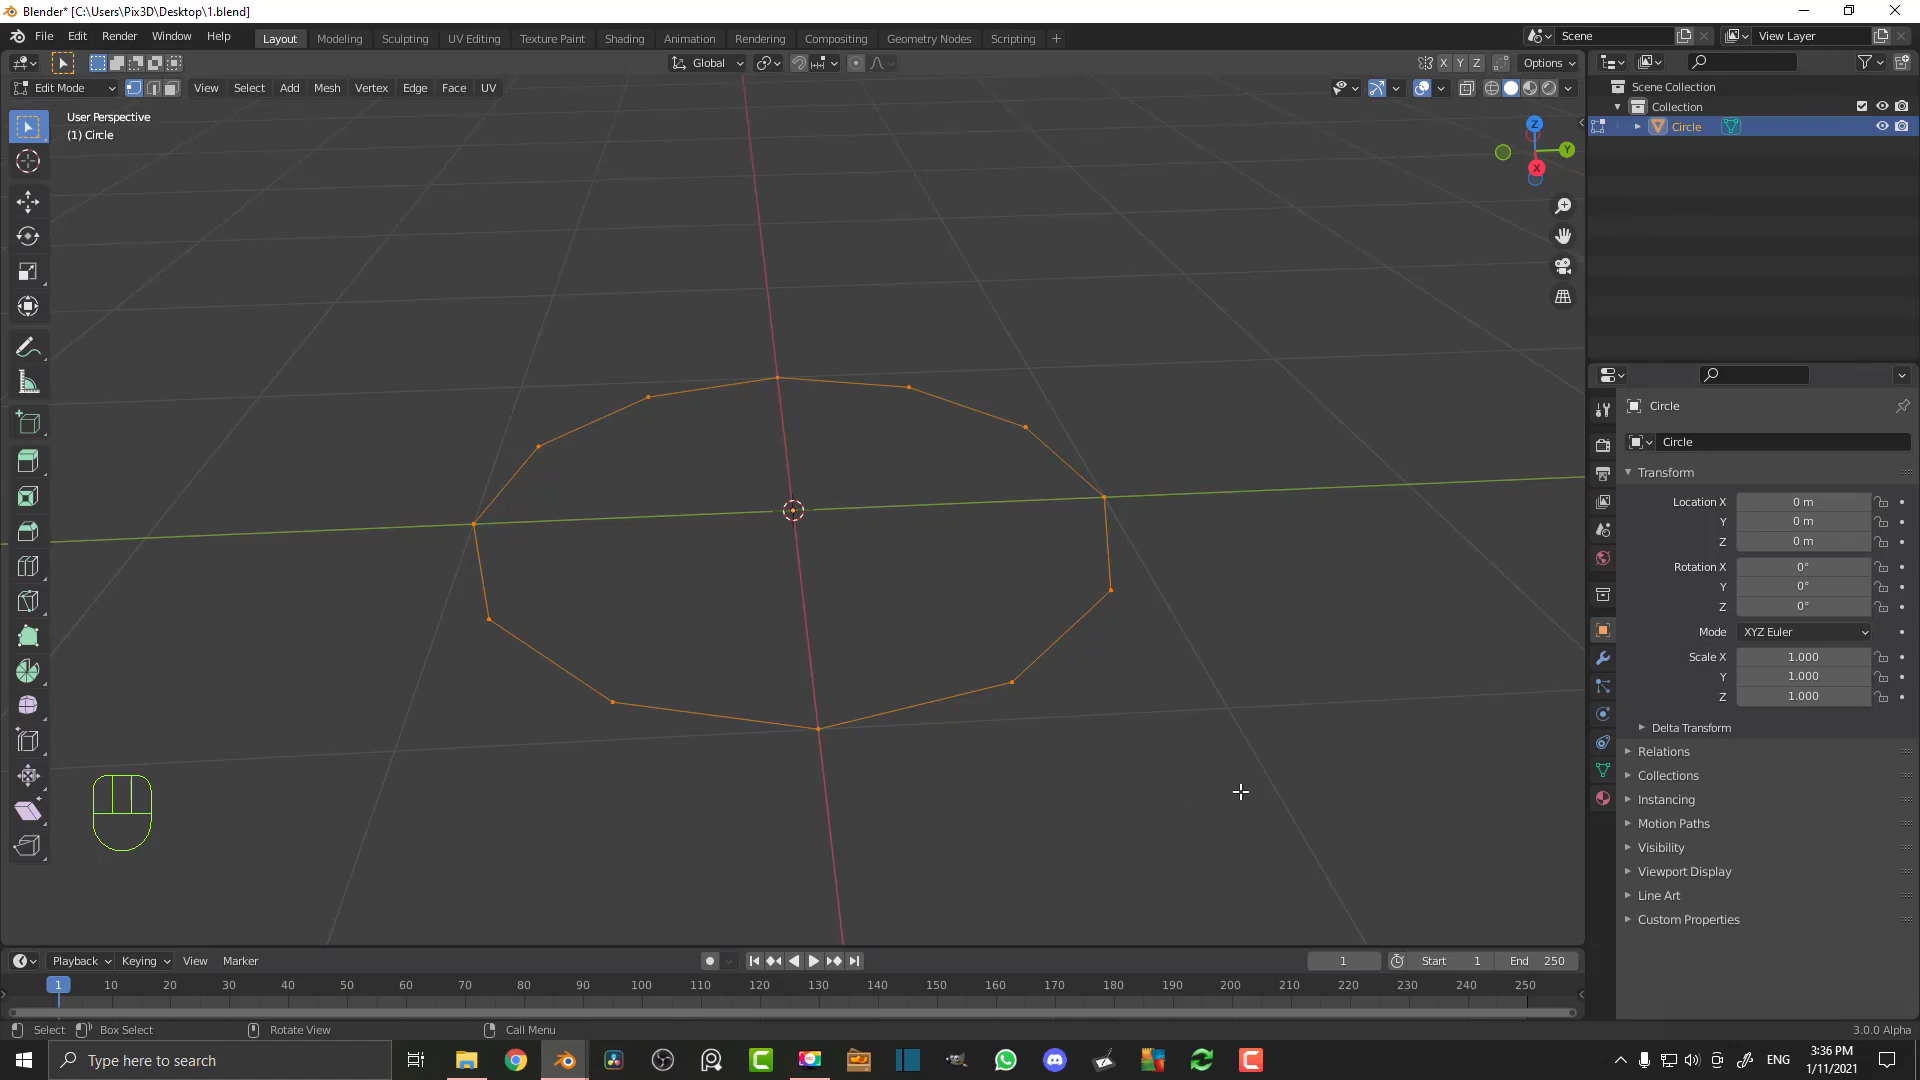 Blender* [C:\Users\Pix3D\Desktop\1.blend]
File Edit Render Window Help Layout Modeling Sculpting UV Editing Texture Paint Shading Animation Rendering Compositing Geometry Nodes Scripting + Scene View Layer
Global X Y Z Options
Edit Mode View Select Add Mesh Vertex Edge Face UV
User Perspective
(1) Circle
Z
Y
X
Scene Collection
Collection
Circle
Circle
Circle
Transform
Location X 0 m
Y 0 m
Z 0 m
Rotation X 0°
Y 0°
Z 0°
Mode XYZ Euler
Scale X 1.000
Y 1.000
Z 1.000
Delta Transform
Relations
Collections
Instancing
Motion Paths
Visibility
Viewport Display
Line Art
Custom Properties
Playback Keying View Marker 1 Start 1 End 250
1 10 20 30 40 50 60 70 80 90 100 110 120 130 140 150 160 170 180 190 200 210 220 230 240 250
Select Box Select Rotate View Call Menu 3.0.0 Alpha
Type here to search ENG 3:36 PM
1/11/2021